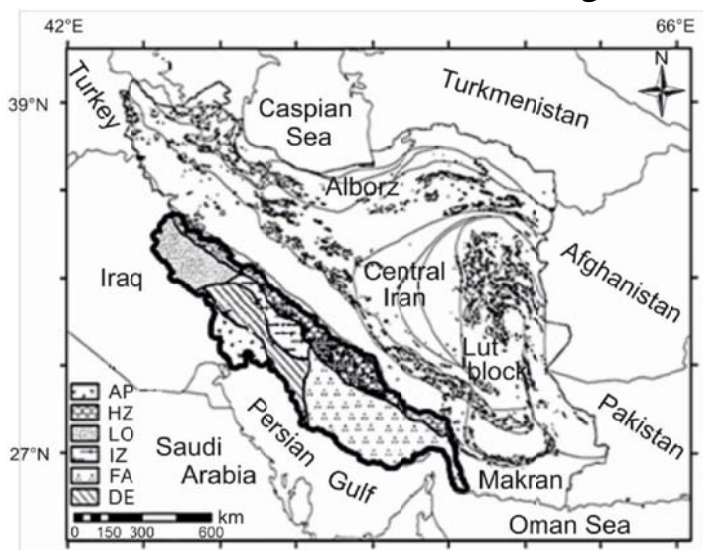 42°E
66°E
N
39°N
Turkey
Caspian
Sea
Turkmenistan
Alborz
Iraq
Central
Iran
Afghanistan
Lut
block
AP
HZ
LO
IZ
FA
DE
Persian
Gulf
Saudi
Arabia
Pakistan
27°N
Makran
km
0 150 300 600
Oman Sea